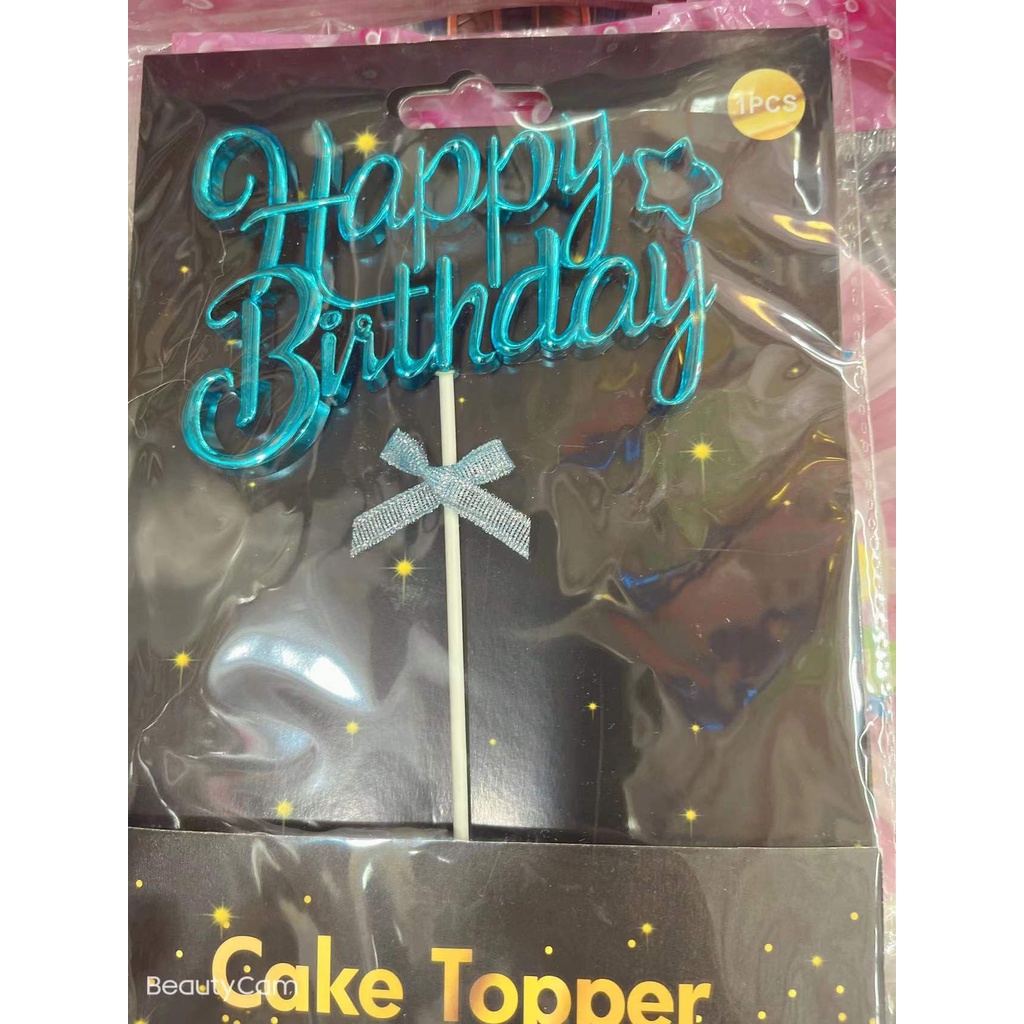 1PCS
Happy
Birthday
Cake Topper
BeautyCam